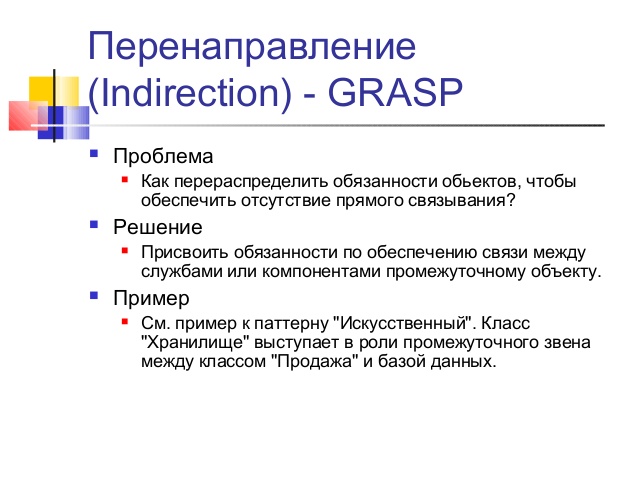 Перенаправление
(Indirection) - GRASP
Проблема
Как перераспределить обязанности обьектов, чтобы
обеспечить отсутствие прямого связывания?
Решение
Присвоить обязанности по обеспечению связи между
службами или компонентами промежуточному объекту.
Пример
См. пример к паттерну "Искусственный". Класс
"Хранилище" выступает в роли промежуточного звена
между классом "Продажа" и базой данных.